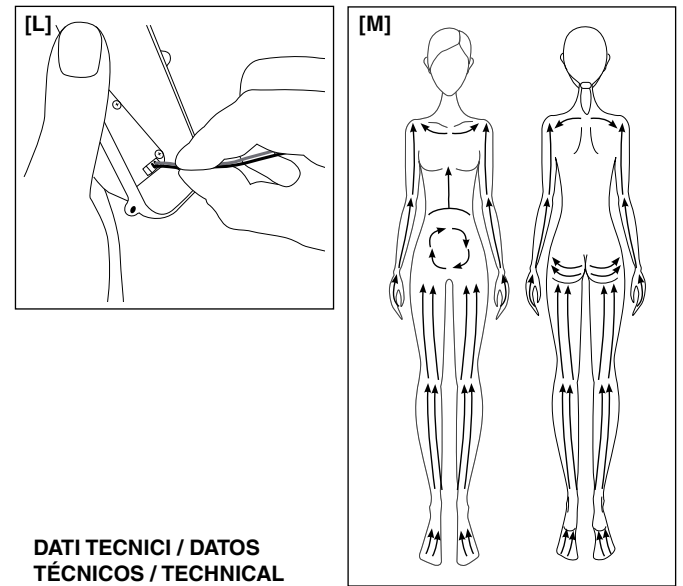 [L]
[M]
DATI TECNICI / DATOS
TÉCNICOS / TECHNICAL